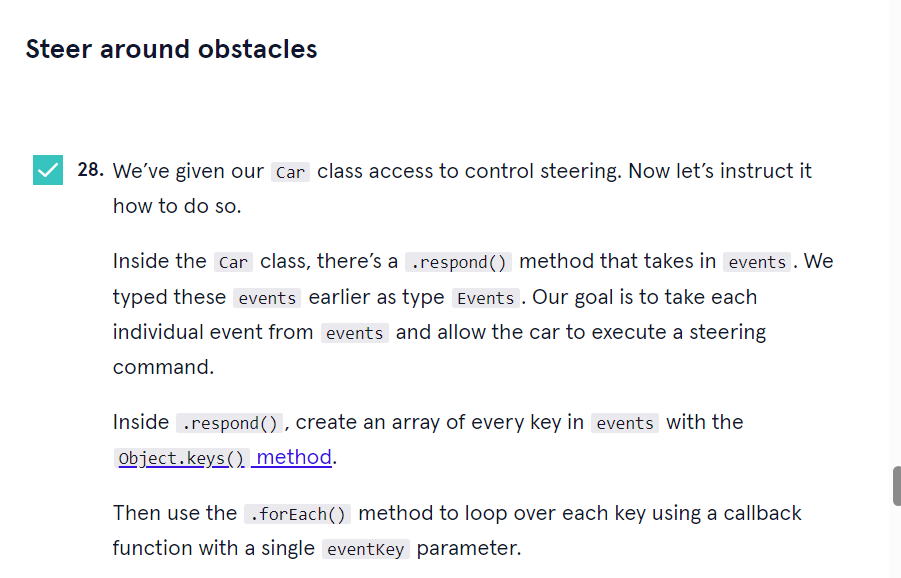 Steer around obstacles
28. We’ve given our Car class access to control steering. Now let’s instruct it
how to do so.
Inside the Car class, there’s a .respond() method that takes in events. We
typed these events earlier as type Events. Our goal is to take each
individual event from events and allow the car to execute a steering
command.
Inside .respond(), create an array of every key in events with the
Object.keys() method.
Then use the .forEach() method to loop over each key using a callback
function with a single eventKey parameter.